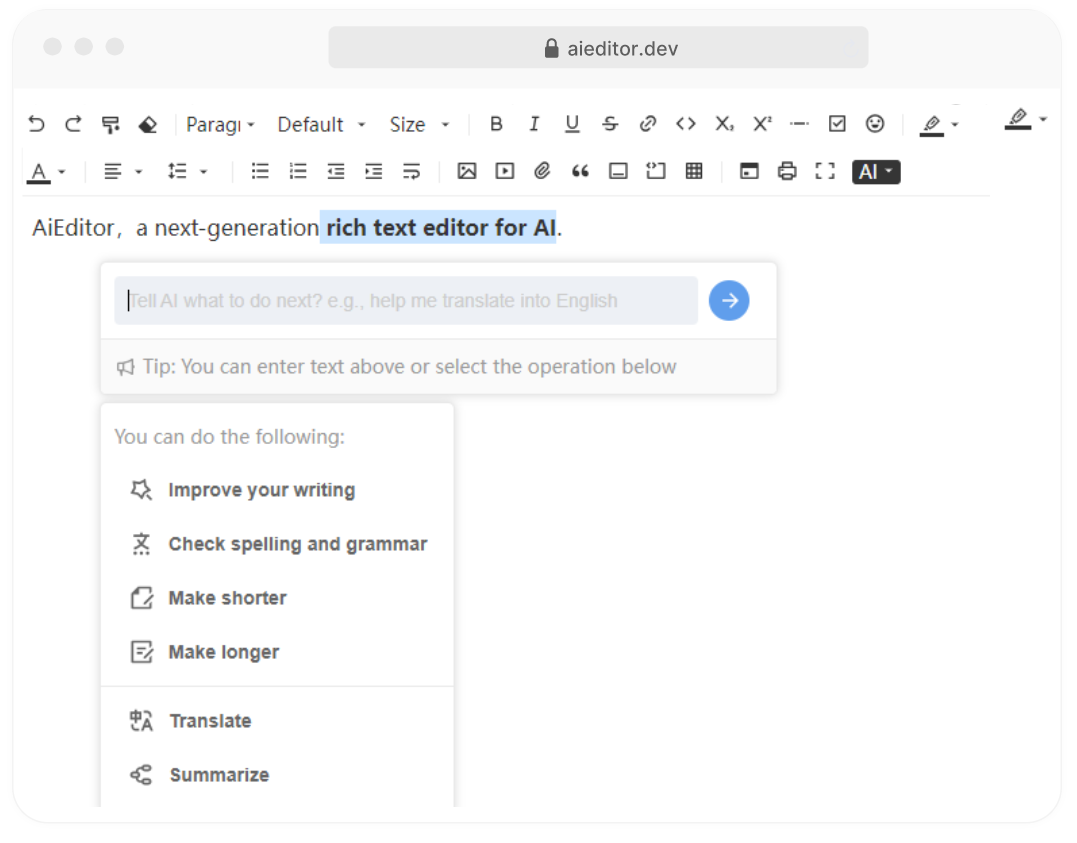 aieditor.dev
Paragı Default Size B I U S X₂ X²
A AI
AiEditor，a next-generation rich text editor for AI.
Tell AI what to do next? e.g., help me translate into English
Tip: You can enter text above or select the operation below
You can do the following:
Improve your writing
Check spelling and grammar
Make shorter
Make longer
Translate
Summarize